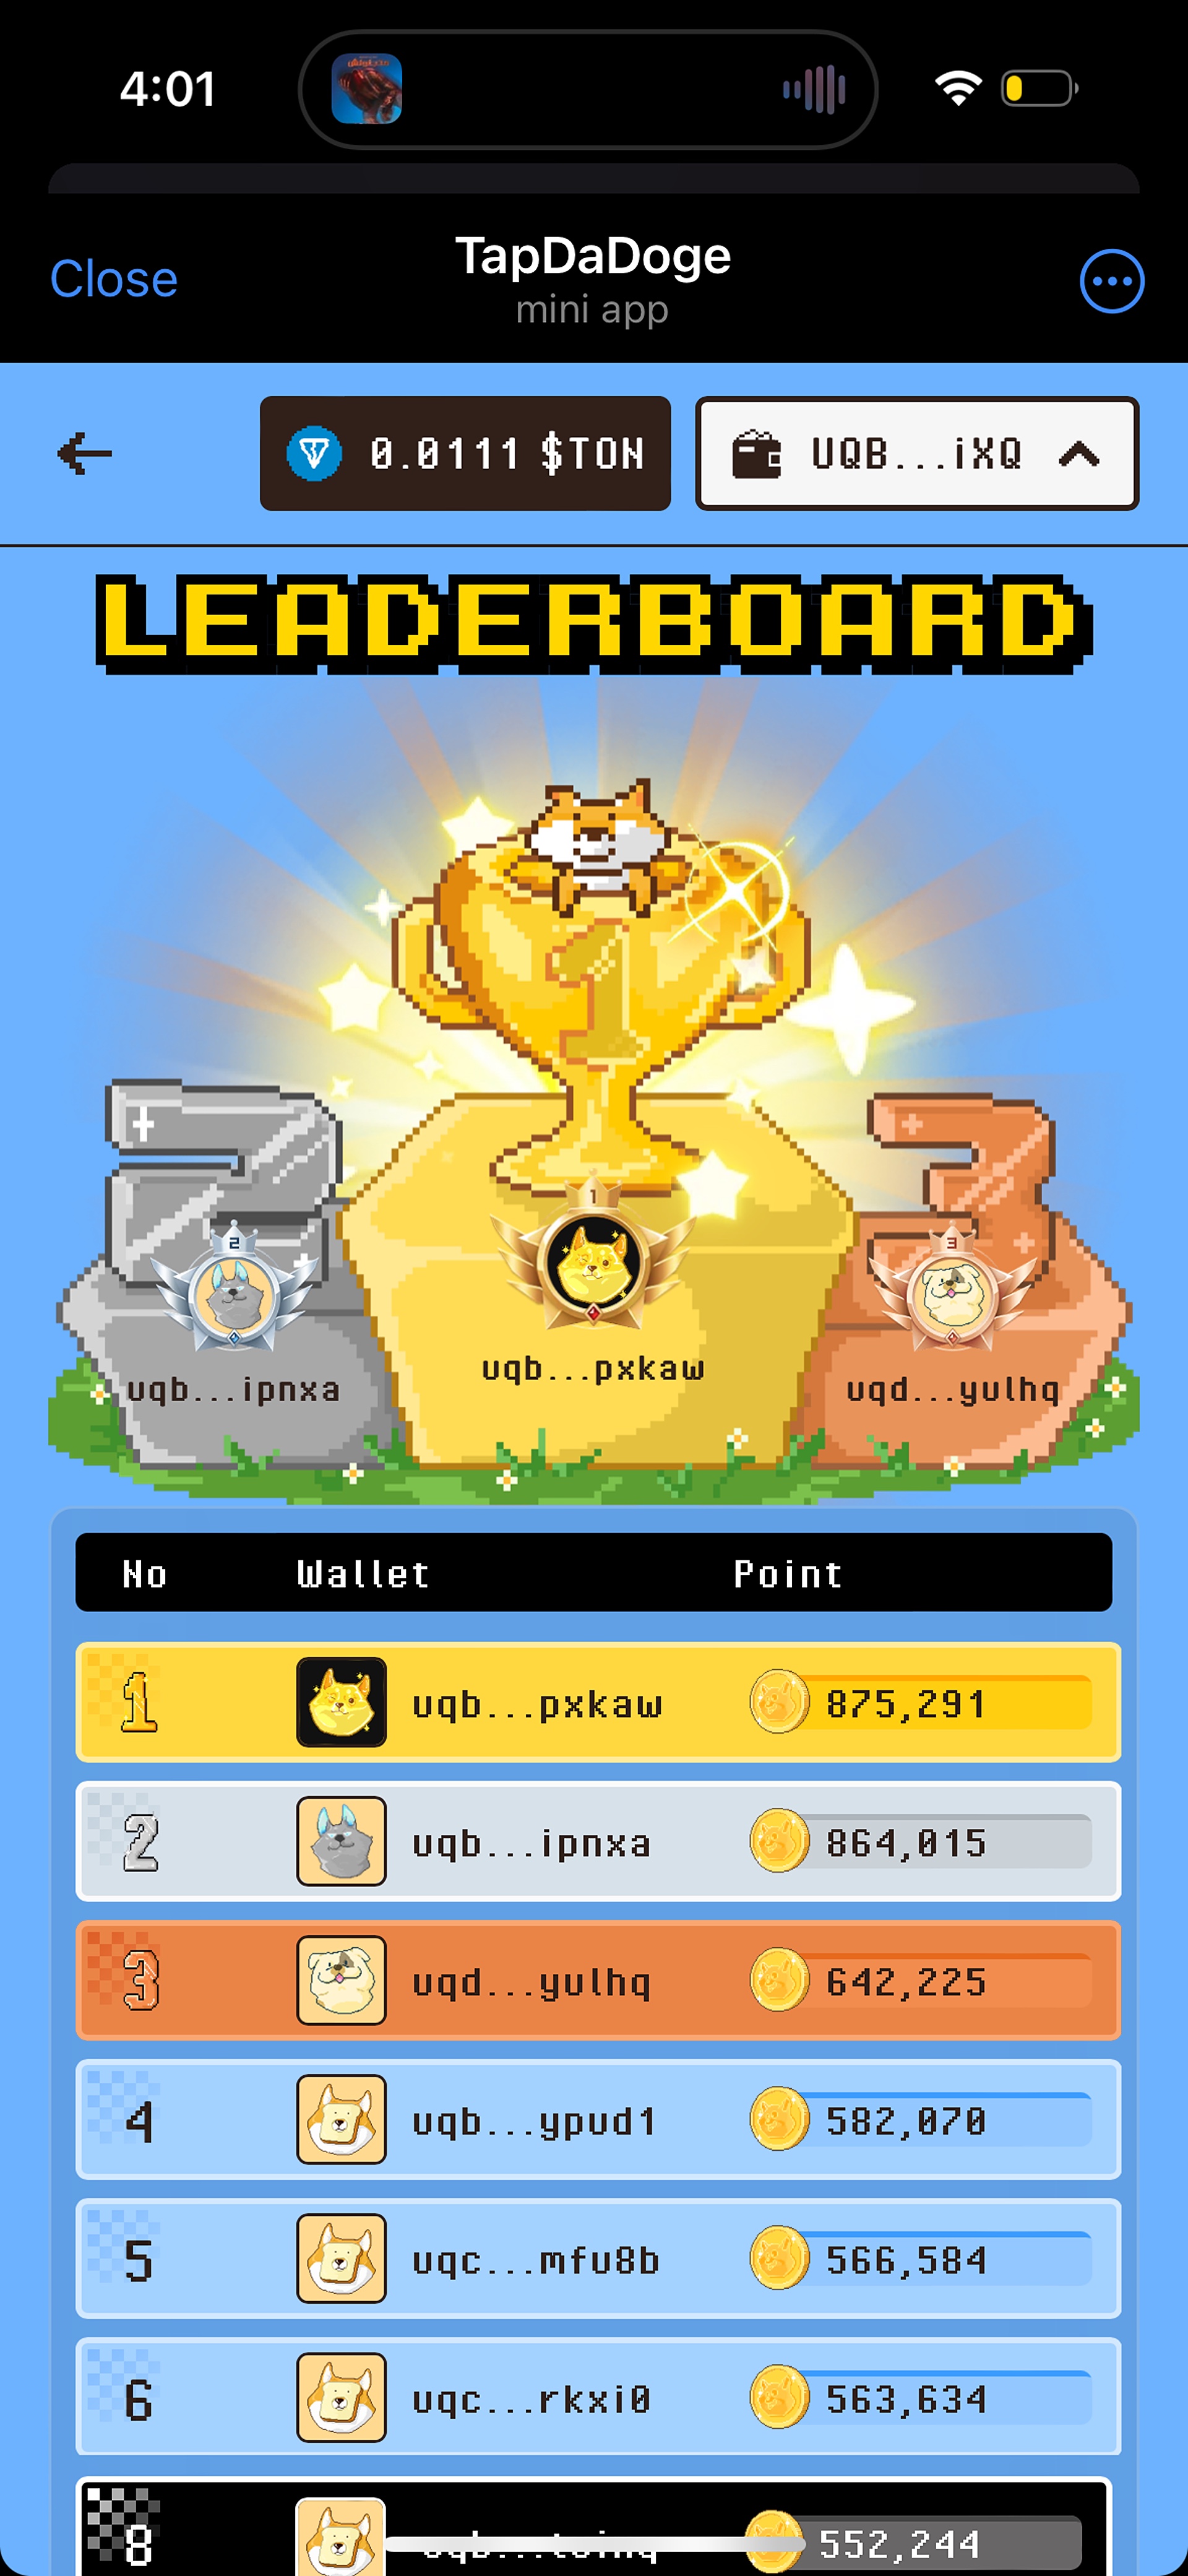 4:01
Close
TapDaDoge
mini app
0.0111 $TON
UQB...iXQ
LEADERBOARD
1
2
3
1
2
3
uqb...pxkaw
uqb...ipnxa
uqd...yulhq
No Wallet Point
1 uqb...pxkaw 875,291
2 uqb...ipnxa 864,015
3 uqd...yulhq 642,225
4 uqb...ypud1 582,070
5 uqc...mfu8b 566,584
6 uqc...rkxi0 563,634
8 552,244